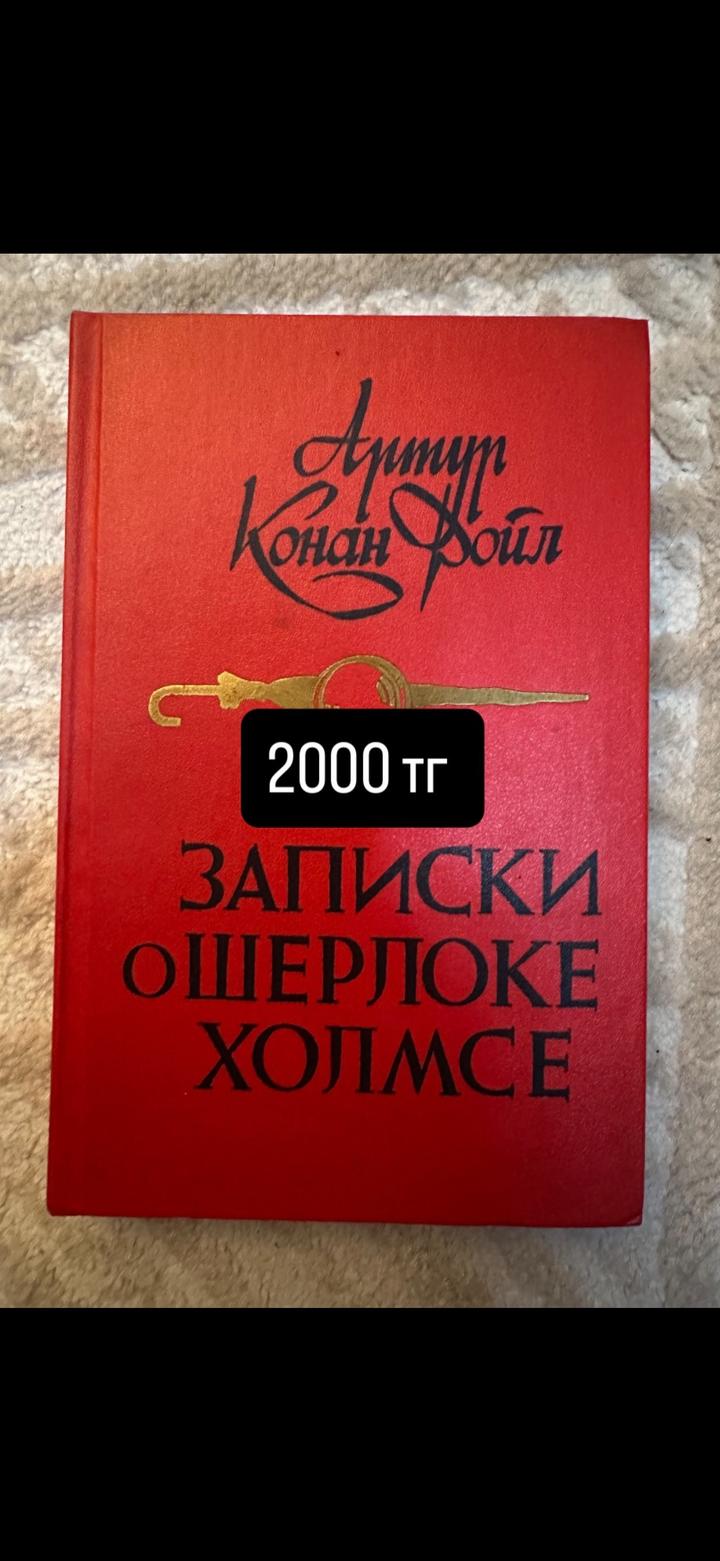 Артур
Конан Дойл
2000 тг
ЗАПИСКИ
О ШЕРЛОКЕ
ХОЛМСЕ